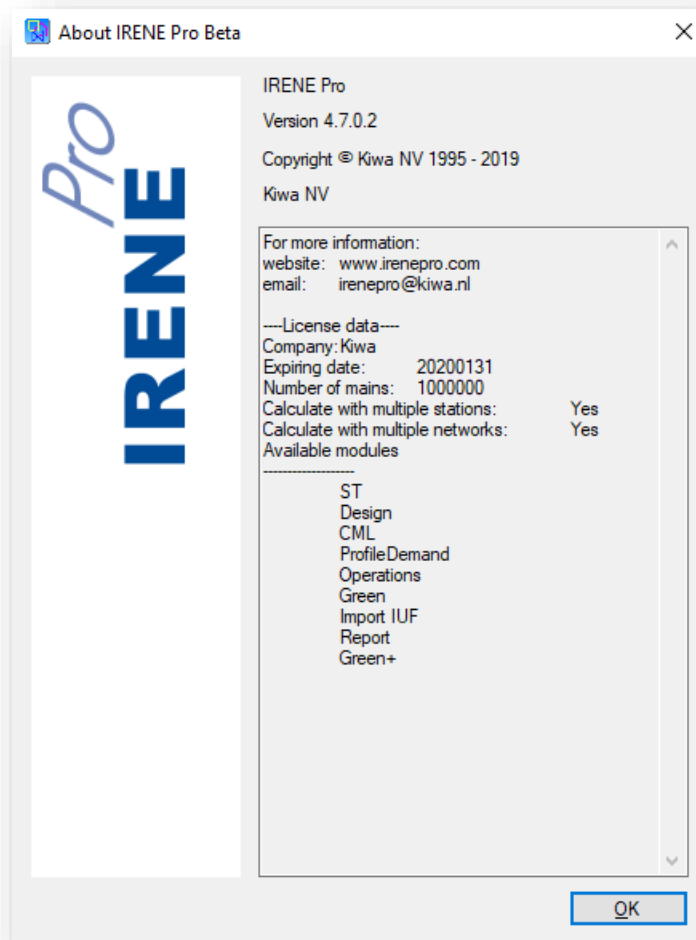 About IRENE Pro Beta
Pro
IRENE
IRENE Pro
Version 4.7.0.2
Copyright © Kiwa NV 1995 - 2019
Kiwa NV
For more information:
website: www.irenepro.com
email: irenepro@kiwa.nl
----License data----
Company: Kiwa
Expiring date: 20200131
Number of mains: 1000000
Calculate with multiple stations: Yes
Calculate with multiple networks: Yes
Available modules
-------------------
ST
Design
CML
ProfileDemand
Operations
Green
Import IUF
Report
Green+
OK